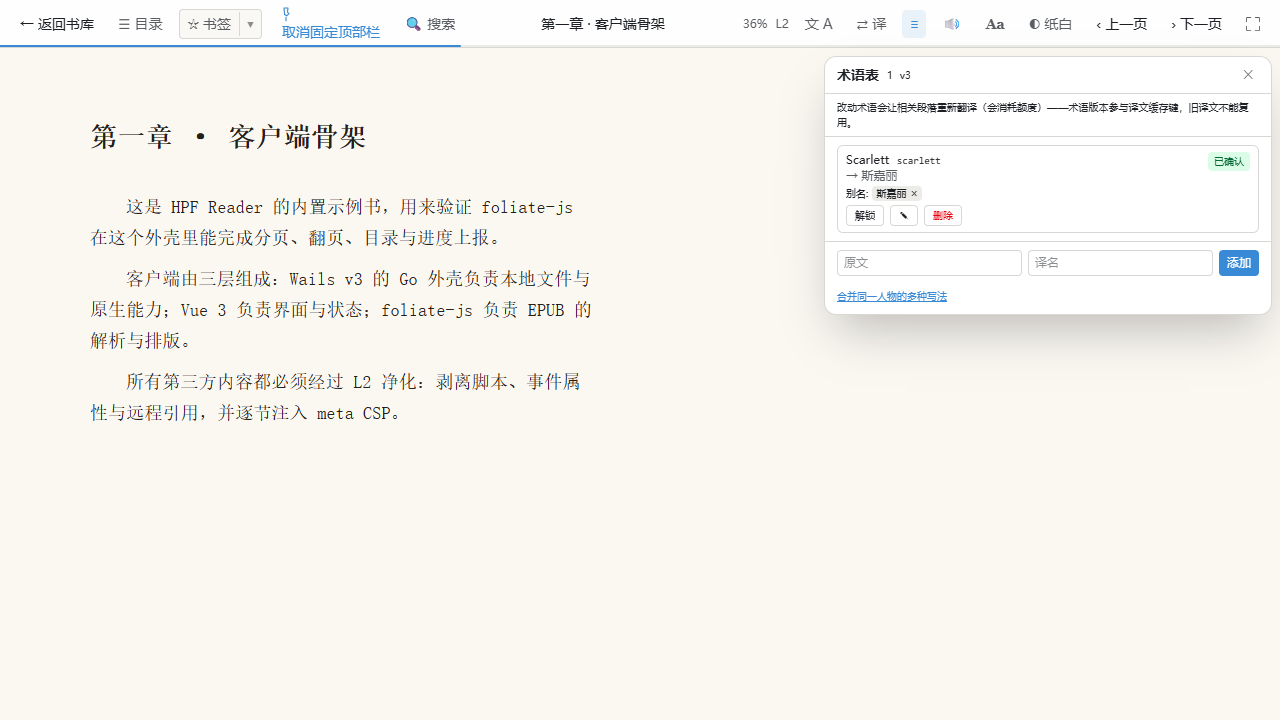 ← 返回书库 ☰ 目录 ☆ 书签 ▾ 取消固定顶部栏 搜索 第一章 · 客户端骨架 36% L2 文 A ⇄ 译 ☰ Aa ◐ 纸白 ‹ 上一页 › 下一页
术语表 1 v3 ×
改动术语会让相关段落重新翻译（会消耗额度）——术语版本参与译文缓存键，旧译文不能复
用。
Scarlett scarlett 已确认
→ 斯嘉丽
别名: 斯嘉丽 ×
解锁 删除
原文 译名 添加
合并同一人物的多种写法
第一章 · 客户端骨架
这是 HPF Reader 的内置示例书，用来验证 foliate-js
在这个外壳里能完成分页、翻页、目录与进度上报。
客户端由三层组成：Wails v3 的 Go 外壳负责本地文件与
原生能力；Vue 3 负责界面与状态；foliate-js 负责 EPUB 的
解析与排版。
所有第三方内容都必须经过 L2 净化：剥离脚本、事件属
性与远程引用，并逐节注入 meta CSP。